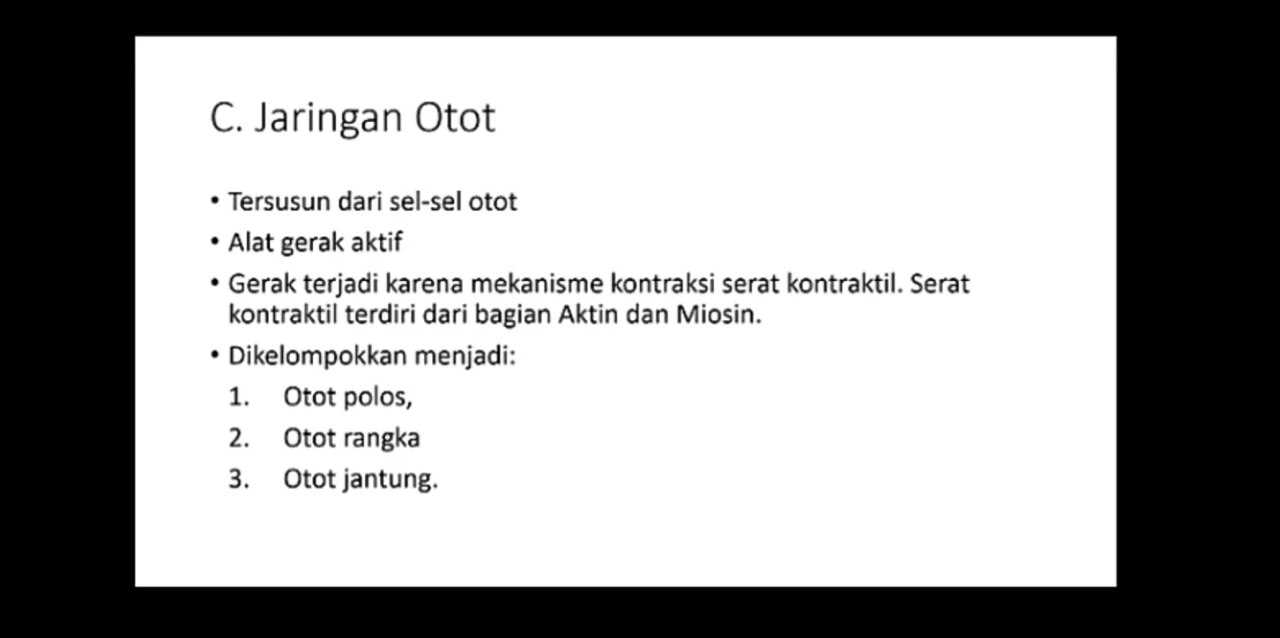 C. Jaringan Otot
• Tersusun dari sel-sel otot
• Alat gerak aktif
• Gerak terjadi karena mekanisme kontraksi serat kontraktil. Serat
kontraktil terdiri dari bagian Aktin dan Miosin.
• Dikelompokkan menjadi:
1. Otot polos,
2. Otot rangka
3. Otot jantung.